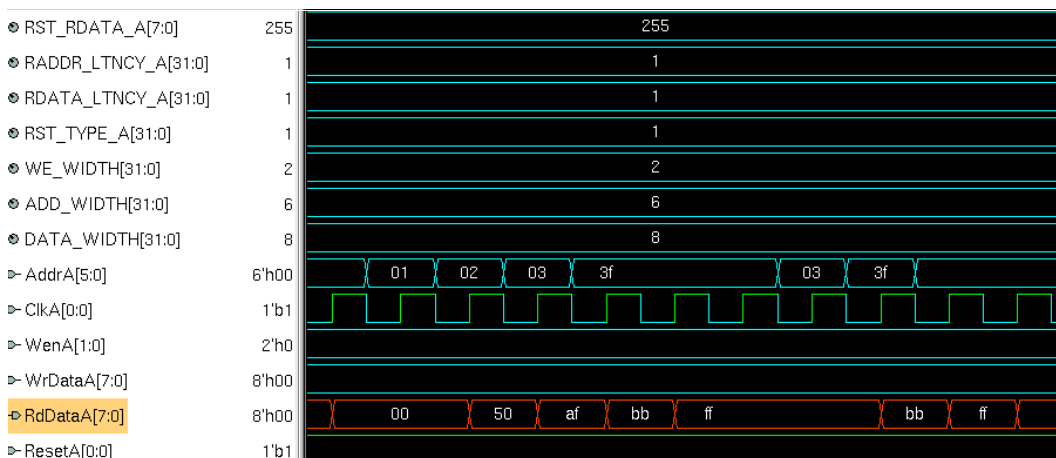 RST_RDATA_A[7:0] 255 255
RADDR_LTNCY_A[31:0] 1 1
RDATA_LTNCY_A[31:0] 1 1
RST_TYPE_A[31:0] 1 1
WE_WIDTH[31:0] 2 2
ADD_WIDTH[31:0] 6 6
DATA_WIDTH[31:0] 8 8
AddrA[5:0] 6'h00 01 02 03 3f 03 3f
ClkA[0:0] 1'b1
WenA[1:0] 2'h0
WrDataA[7:0] 8'h00
RdDataA[7:0] 8'h00 00 50 af bb ff bb ff
ResetA[0:0] 1'b1